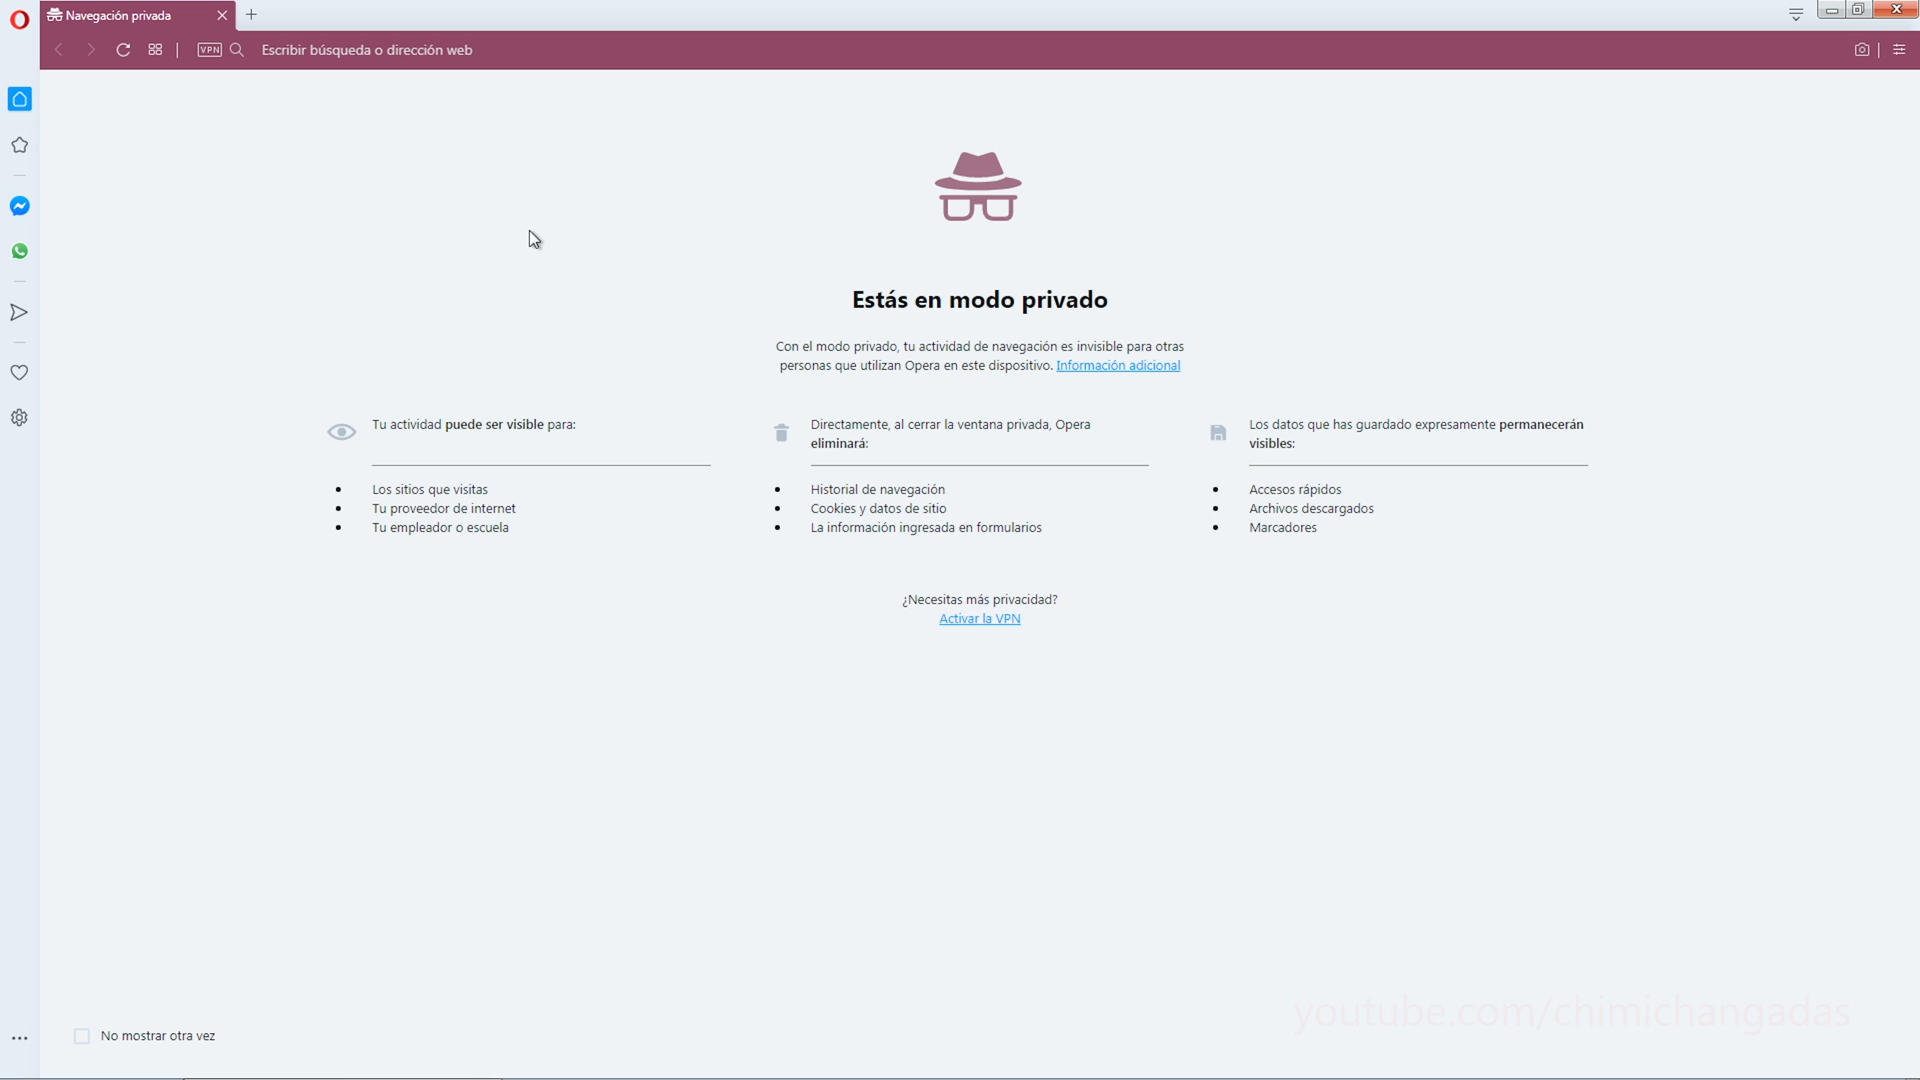 Navegación privada
VPN
Escribir búsqueda o dirección web
Estás en modo privado
Con el modo privado, tu actividad de navegación es invisible para otras
personas que utilizan Opera en este dispositivo. Información adicional
Tu actividad puede ser visible para:
Los sitios que visitas
Tu proveedor de internet
Tu empleador o escuela
Directamente, al cerrar la ventana privada, Opera
eliminará:
Historial de navegación
Cookies y datos de sitio
La información ingresada en formularios
Los datos que has guardado expresamente permanecerán
visibles:
Accesos rápidos
Archivos descargados
Marcadores
¿Necesitas más privacidad?
Activar la VPN
youtube.com/chimichangadas
No mostrar otra vez